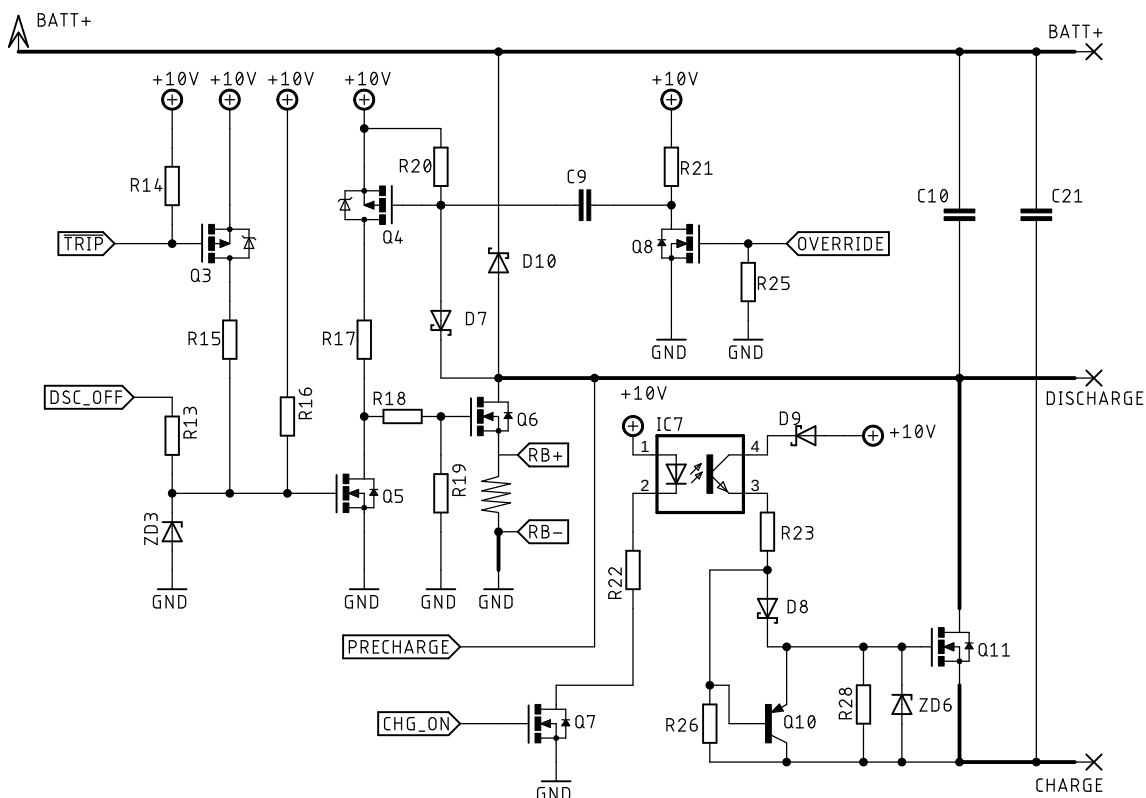 BATT+
BATT+
+10V +10V +10V +10V +10V
R14
R20
C9
R21
C10
C21
TRIP
Q3
Q4
Q8
OVERRIDE
D10
R25
R15
R17
D7
GND
GND
DISCHARGE
DSC_OFF
R13
R16
R18
Q6
+10V
IC7
D9
+10V
1
4
2
3
RB+
R19
Q5
ZD3
RB-
R23
R22
GND
GND
GND
GND
D8
PRECHARGE
Q11
CHG_ON
Q7
R26
Q10
R28
ZD6
GND
CHARGE